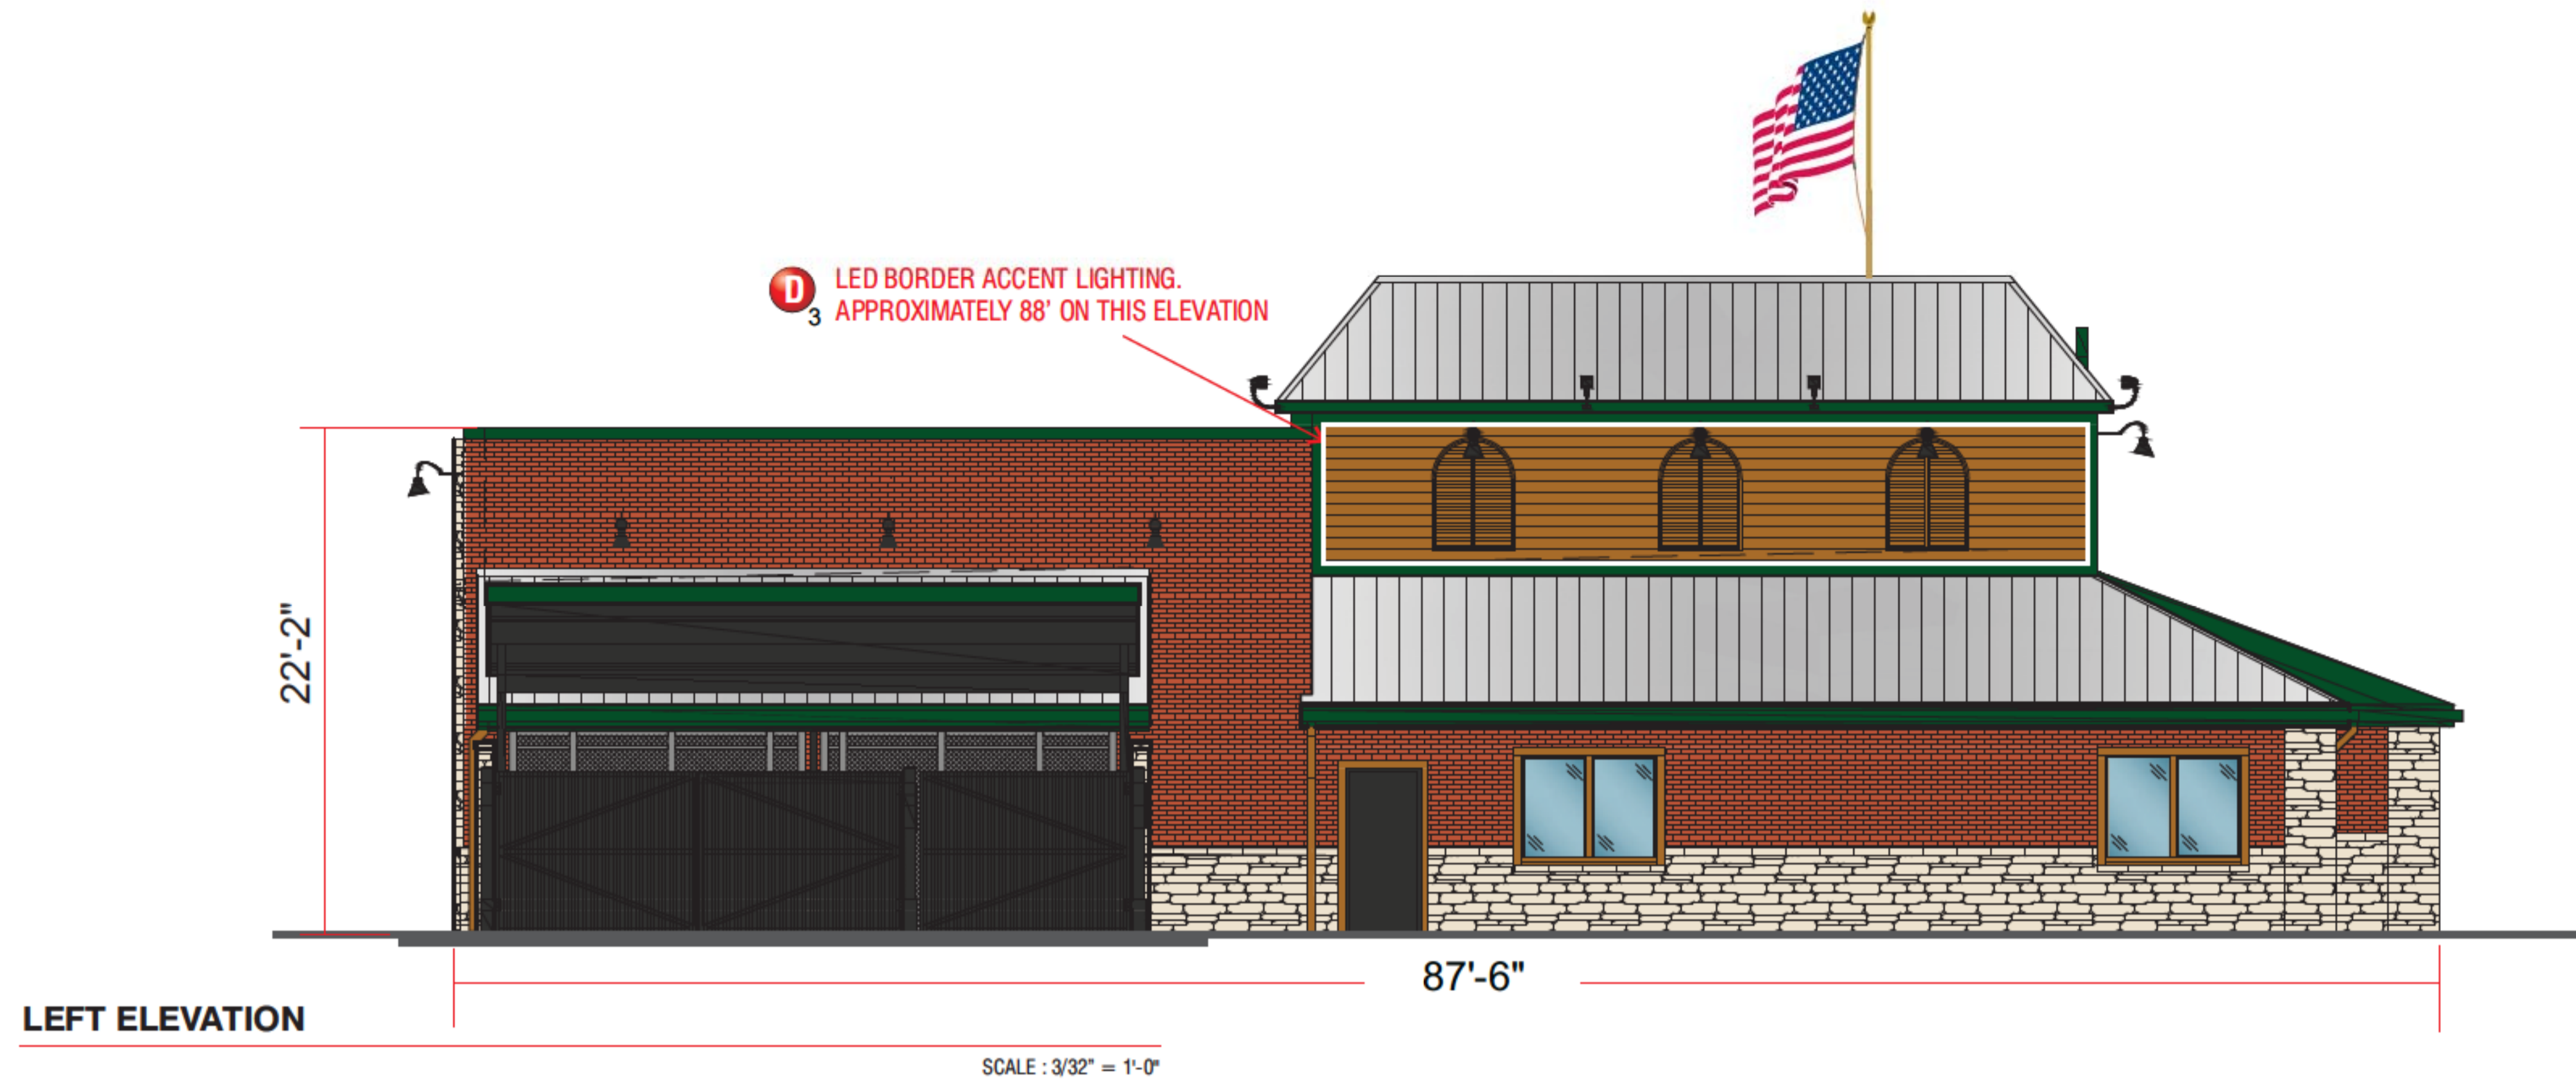 D
3
LED BORDER ACCENT LIGHTING.
APPROXIMATELY 88' ON THIS ELEVATION
22'-2"
87'-6"
LEFT ELEVATION
SCALE : 3/32" = 1'-0"